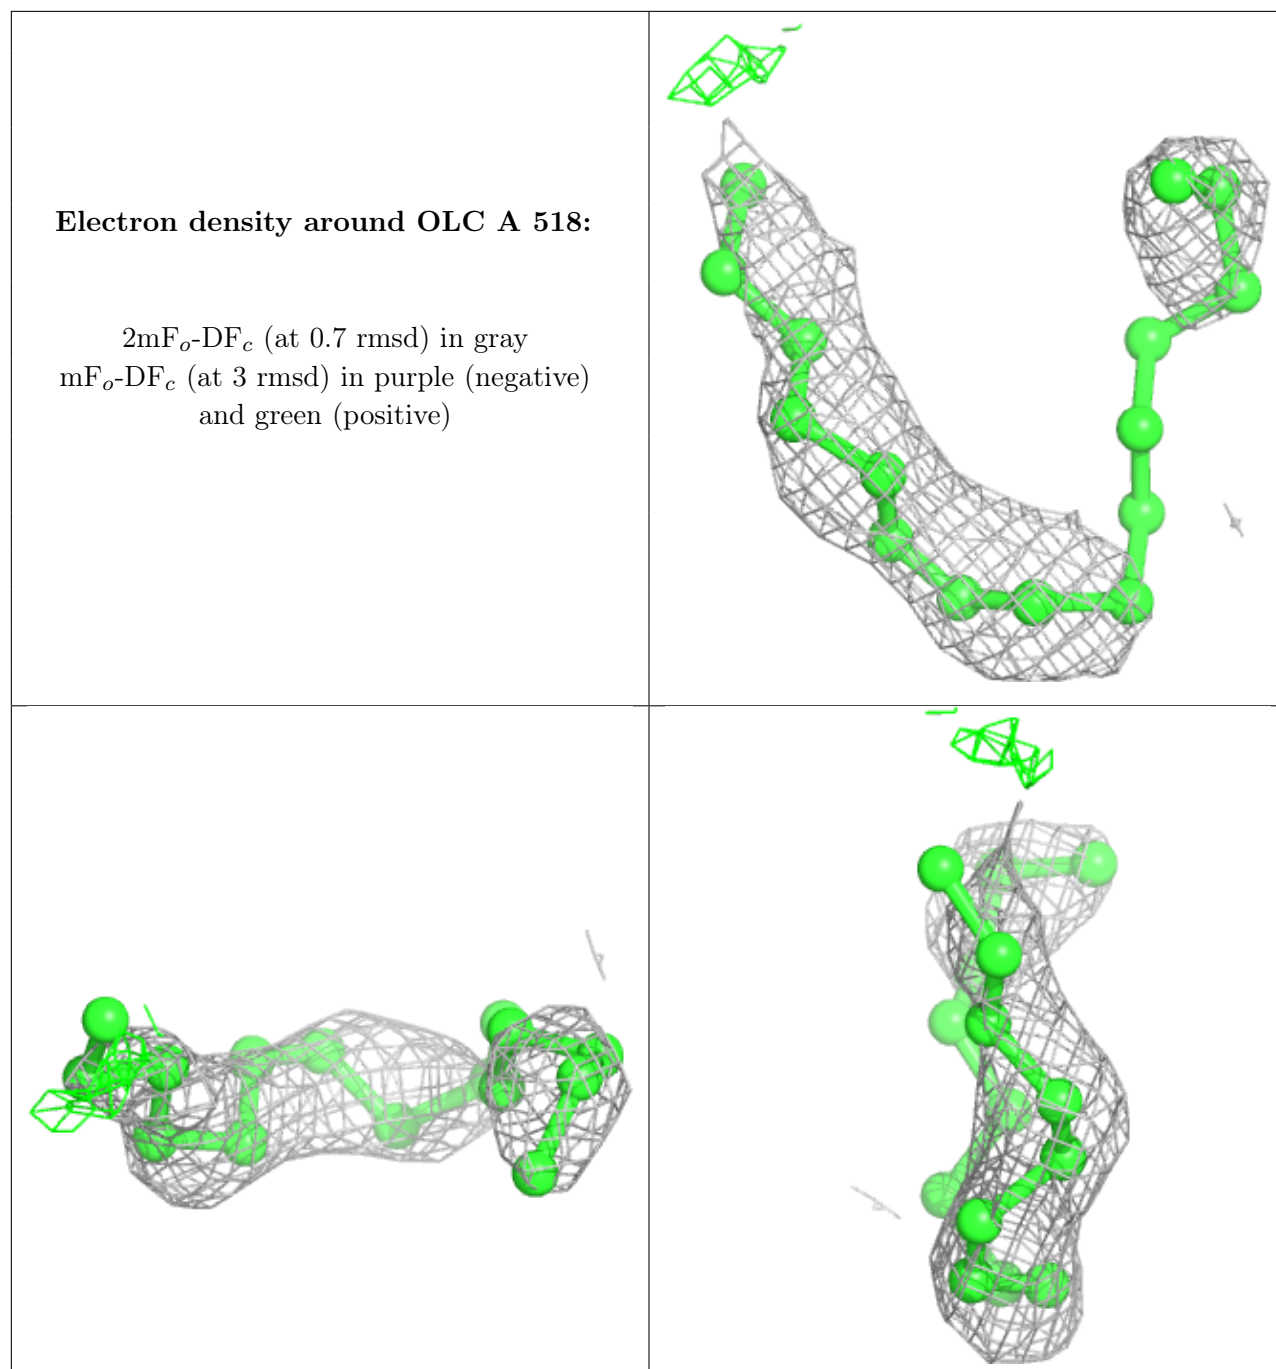 Electron density around OLC A 518:
2mFo-DFc (at 0.7 rmsd) in gray
mFo-DFc (at 3 rmsd) in purple (negative)
and green (positive)